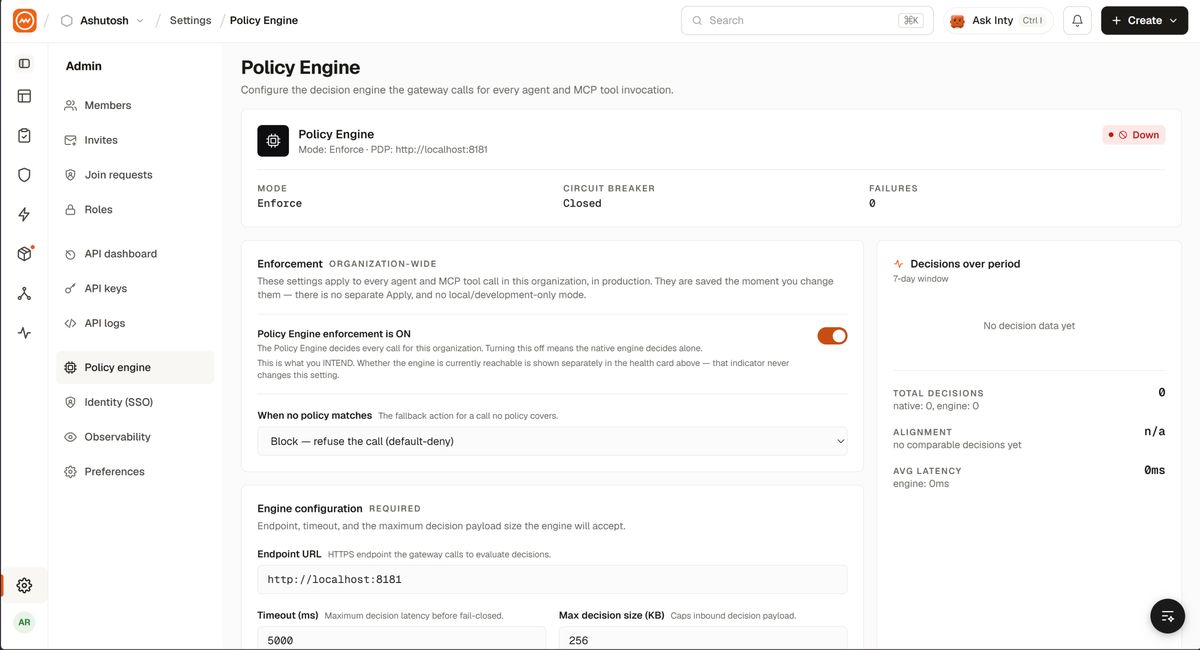 Ashutosh / Settings / Policy Engine
Search ⌘K
Ask Inty Ctrl I
+ Create
Admin
Members
Invites
Join requests
Roles
API dashboard
API keys
API logs
Policy engine
Identity (SSO)
Observability
Preferences
AR
Policy Engine
Configure the decision engine the gateway calls for every agent and MCP tool invocation.
Policy Engine
Mode: Enforce · PDP: http://localhost:8181
Down
MODE
Enforce
CIRCUIT BREAKER
Closed
FAILURES
0
Enforcement ORGANIZATION-WIDE
These settings apply to every agent and MCP tool call in this organization, in production. They are saved the moment you change
them — there is no separate Apply, and no local/development-only mode.
Policy Engine enforcement is ON
The Policy Engine decides every call for this organization. Turning this off means the native engine decides alone.
This is what you INTEND. Whether the engine is currently reachable is shown separately in the health card above — that indicator never
changes this setting.
When no policy matches The fallback action for a call no policy covers.
Block — refuse the call (default-deny)
Engine configuration REQUIRED
Endpoint, timeout, and the maximum decision payload size the engine will accept.
Endpoint URL HTTPS endpoint the gateway calls to evaluate decisions.
http://localhost:8181
Timeout (ms) Maximum decision latency before fail-closed.
5000
Max decision size (KB) Caps inbound decision payload.
256
Decisions over period
7-day window
No decision data yet
TOTAL DECISIONS 0
native: 0, engine: 0
ALIGNMENT n/a
no comparable decisions yet
AVG LATENCY 0ms
engine: 0ms